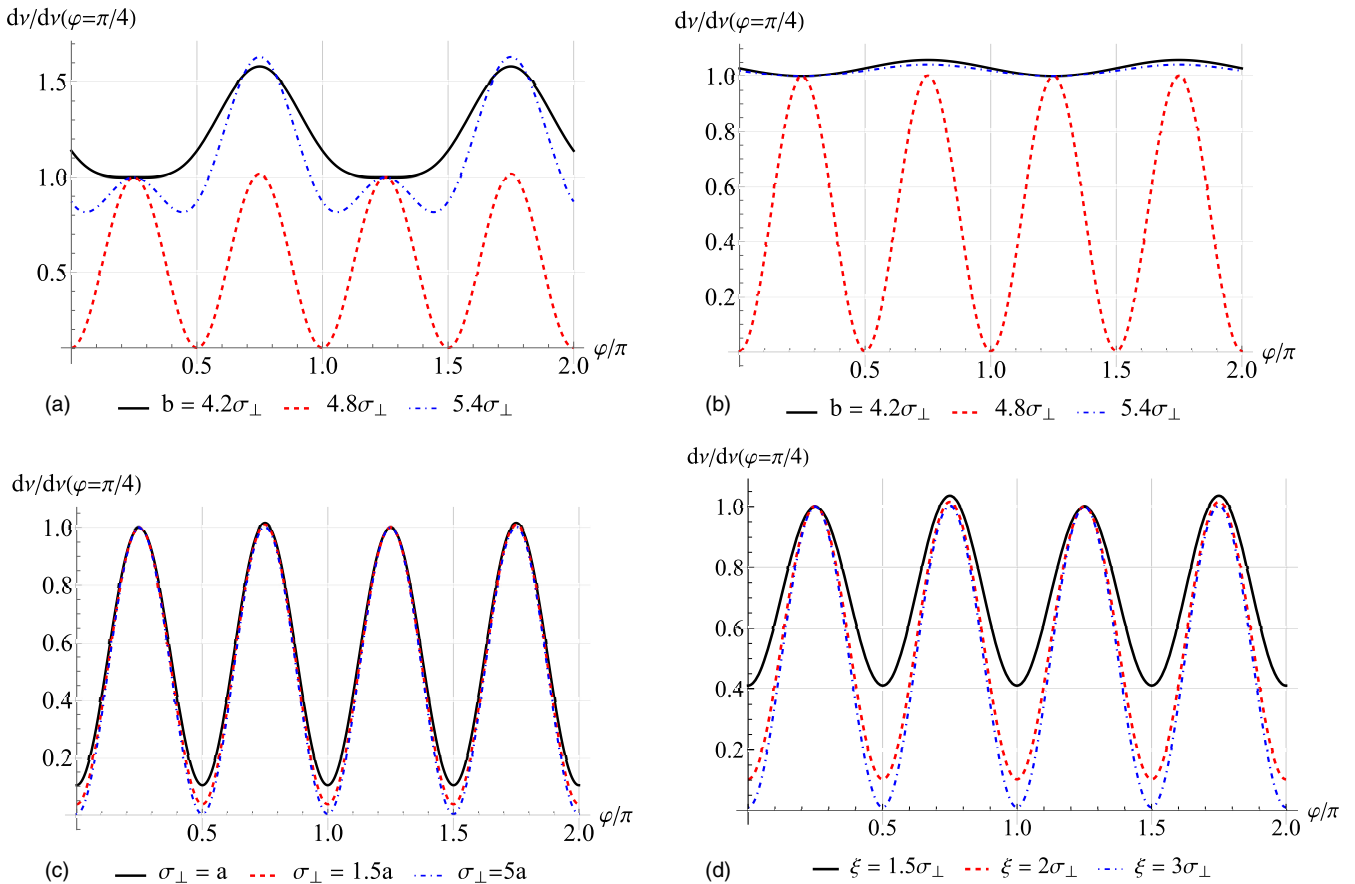 dν/dν(φ=π/4)
1.5
1.0
0.5
0.5
1.0
1.5
2.0
φ/π
(a)
b = 4.2σ⊥
4.8σ⊥
5.4σ⊥
dν/dν(φ=π/4)
1.0
0.8
0.6
0.4
0.2
0.5
1.0
1.5
2.0
φ/π
(b)
b = 4.2σ⊥
4.8σ⊥
5.4σ⊥
dν/dν(φ=π/4)
1.0
0.8
0.6
0.4
0.2
0.5
1.0
1.5
2.0
φ/π
(c)
σ⊥ = a
σ⊥ = 1.5a
σ⊥=5a
dν/dν(φ=π/4)
1.0
0.8
0.6
0.4
0.2
0.5
1.0
1.5
2.0
φ/π
(d)
ξ = 1.5σ⊥
ξ = 2σ⊥
ξ = 3σ⊥